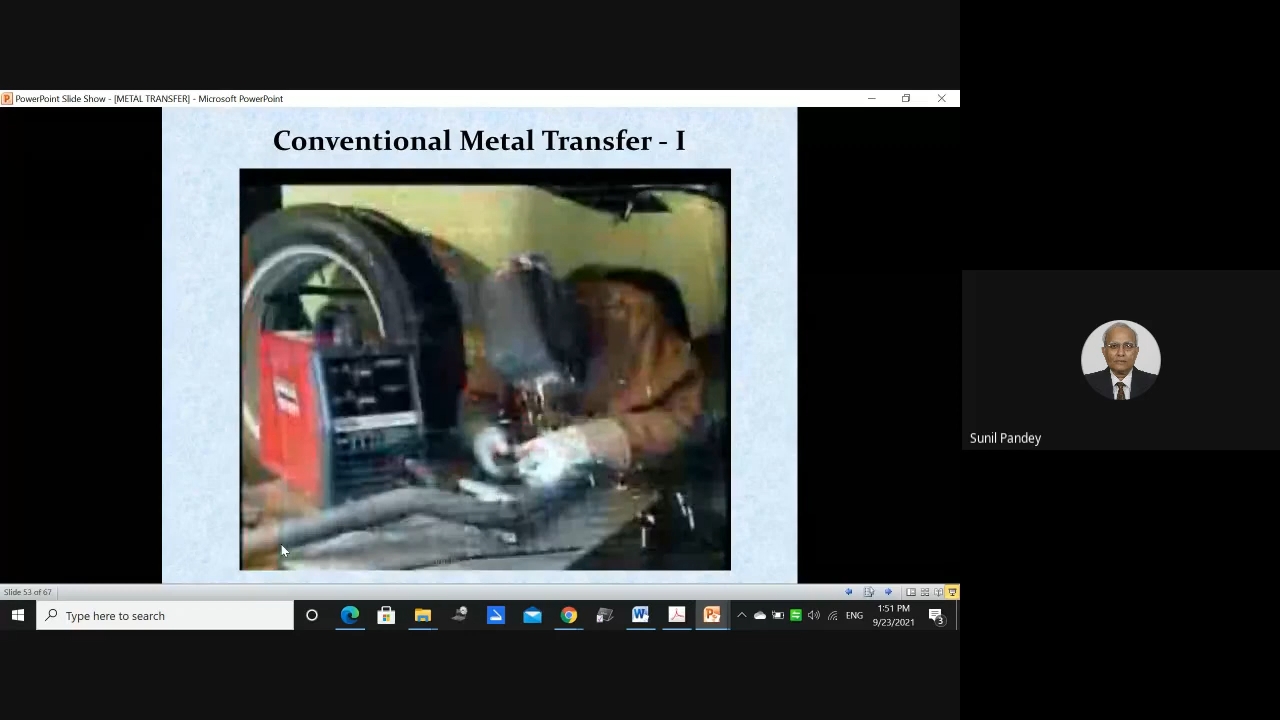 PowerPoint Slide Show - [METAL TRANSFER] - Microsoft PowerPoint
Conventional Metal Transfer - I
Sunil Pandey
Slide 53 of 67
Type here to search
ENG
1:51 PM
9/23/2021
3